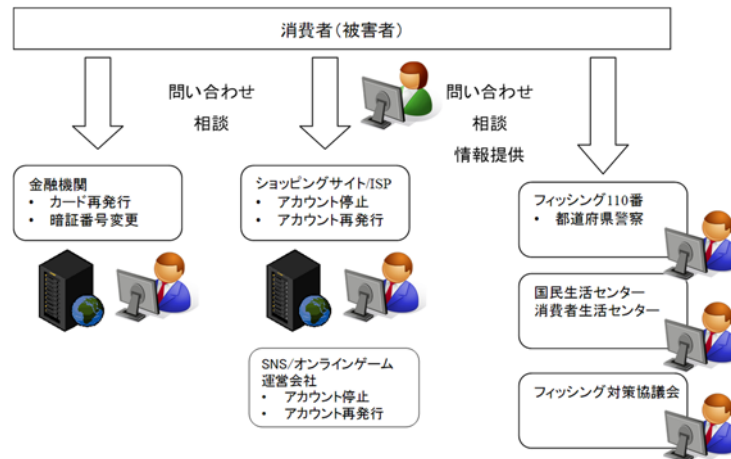 消費者（被害者）
問い合わせ
相談
問い合わせ
相談
情報提供
金融機関
• カード再発行
• 暗証番号変更
ショッピングサイト/ISP
• アカウント停止
• アカウント再発行
SNS/オンラインゲーム
運営会社
• アカウント停止
• アカウント再発行
フィッシング110番
• 都道府県警察
国民生活センター
消費者生活センター
フィッシング対策協議会